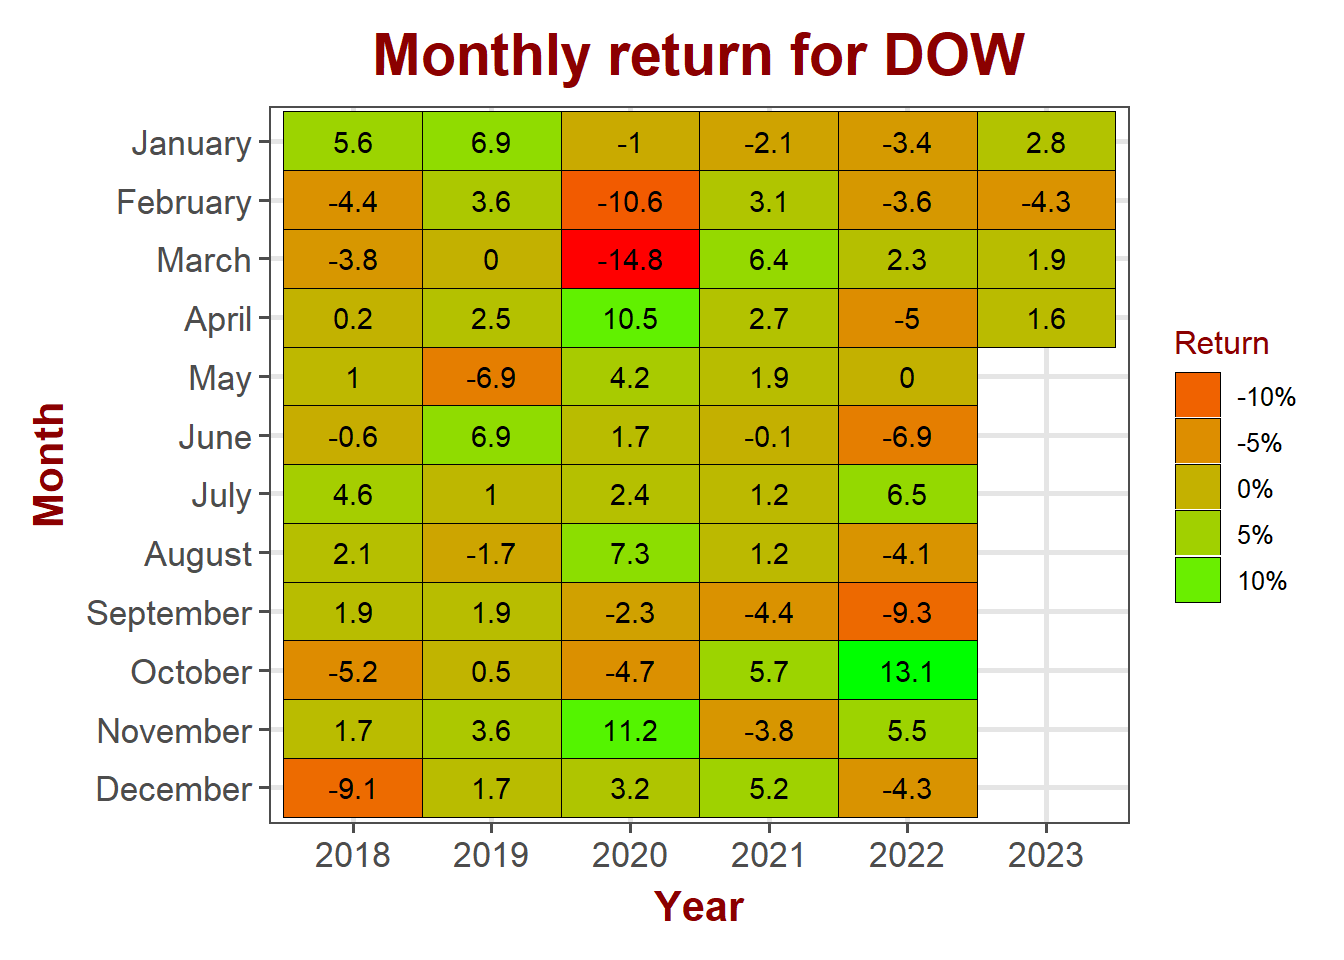 Monthly return for DOW
January 5.6 6.9 -1 -2.1 -3.4 2.8
February -4.4 3.6 -10.6 3.1 -3.6 -4.3
March -3.8 0 -14.8 6.4 2.3 1.9
April 0.2 2.5 10.5 2.7 -5 1.6
May 1 -6.9 4.2 1.9 0
June -0.6 6.9 1.7 -0.1 -6.9
July 4.6 1 2.4 1.2 6.5
August 2.1 -1.7 7.3 1.2 -4.1
September 1.9 1.9 -2.3 -4.4 -9.3
October -5.2 0.5 -4.7 5.7 13.1
November 1.7 3.6 11.2 -3.8 5.5
December -9.1 1.7 3.2 5.2 -4.3
2018 2019 2020 2021 2022 2023
Year
Month
Return
-10%
-5%
0%
5%
10%